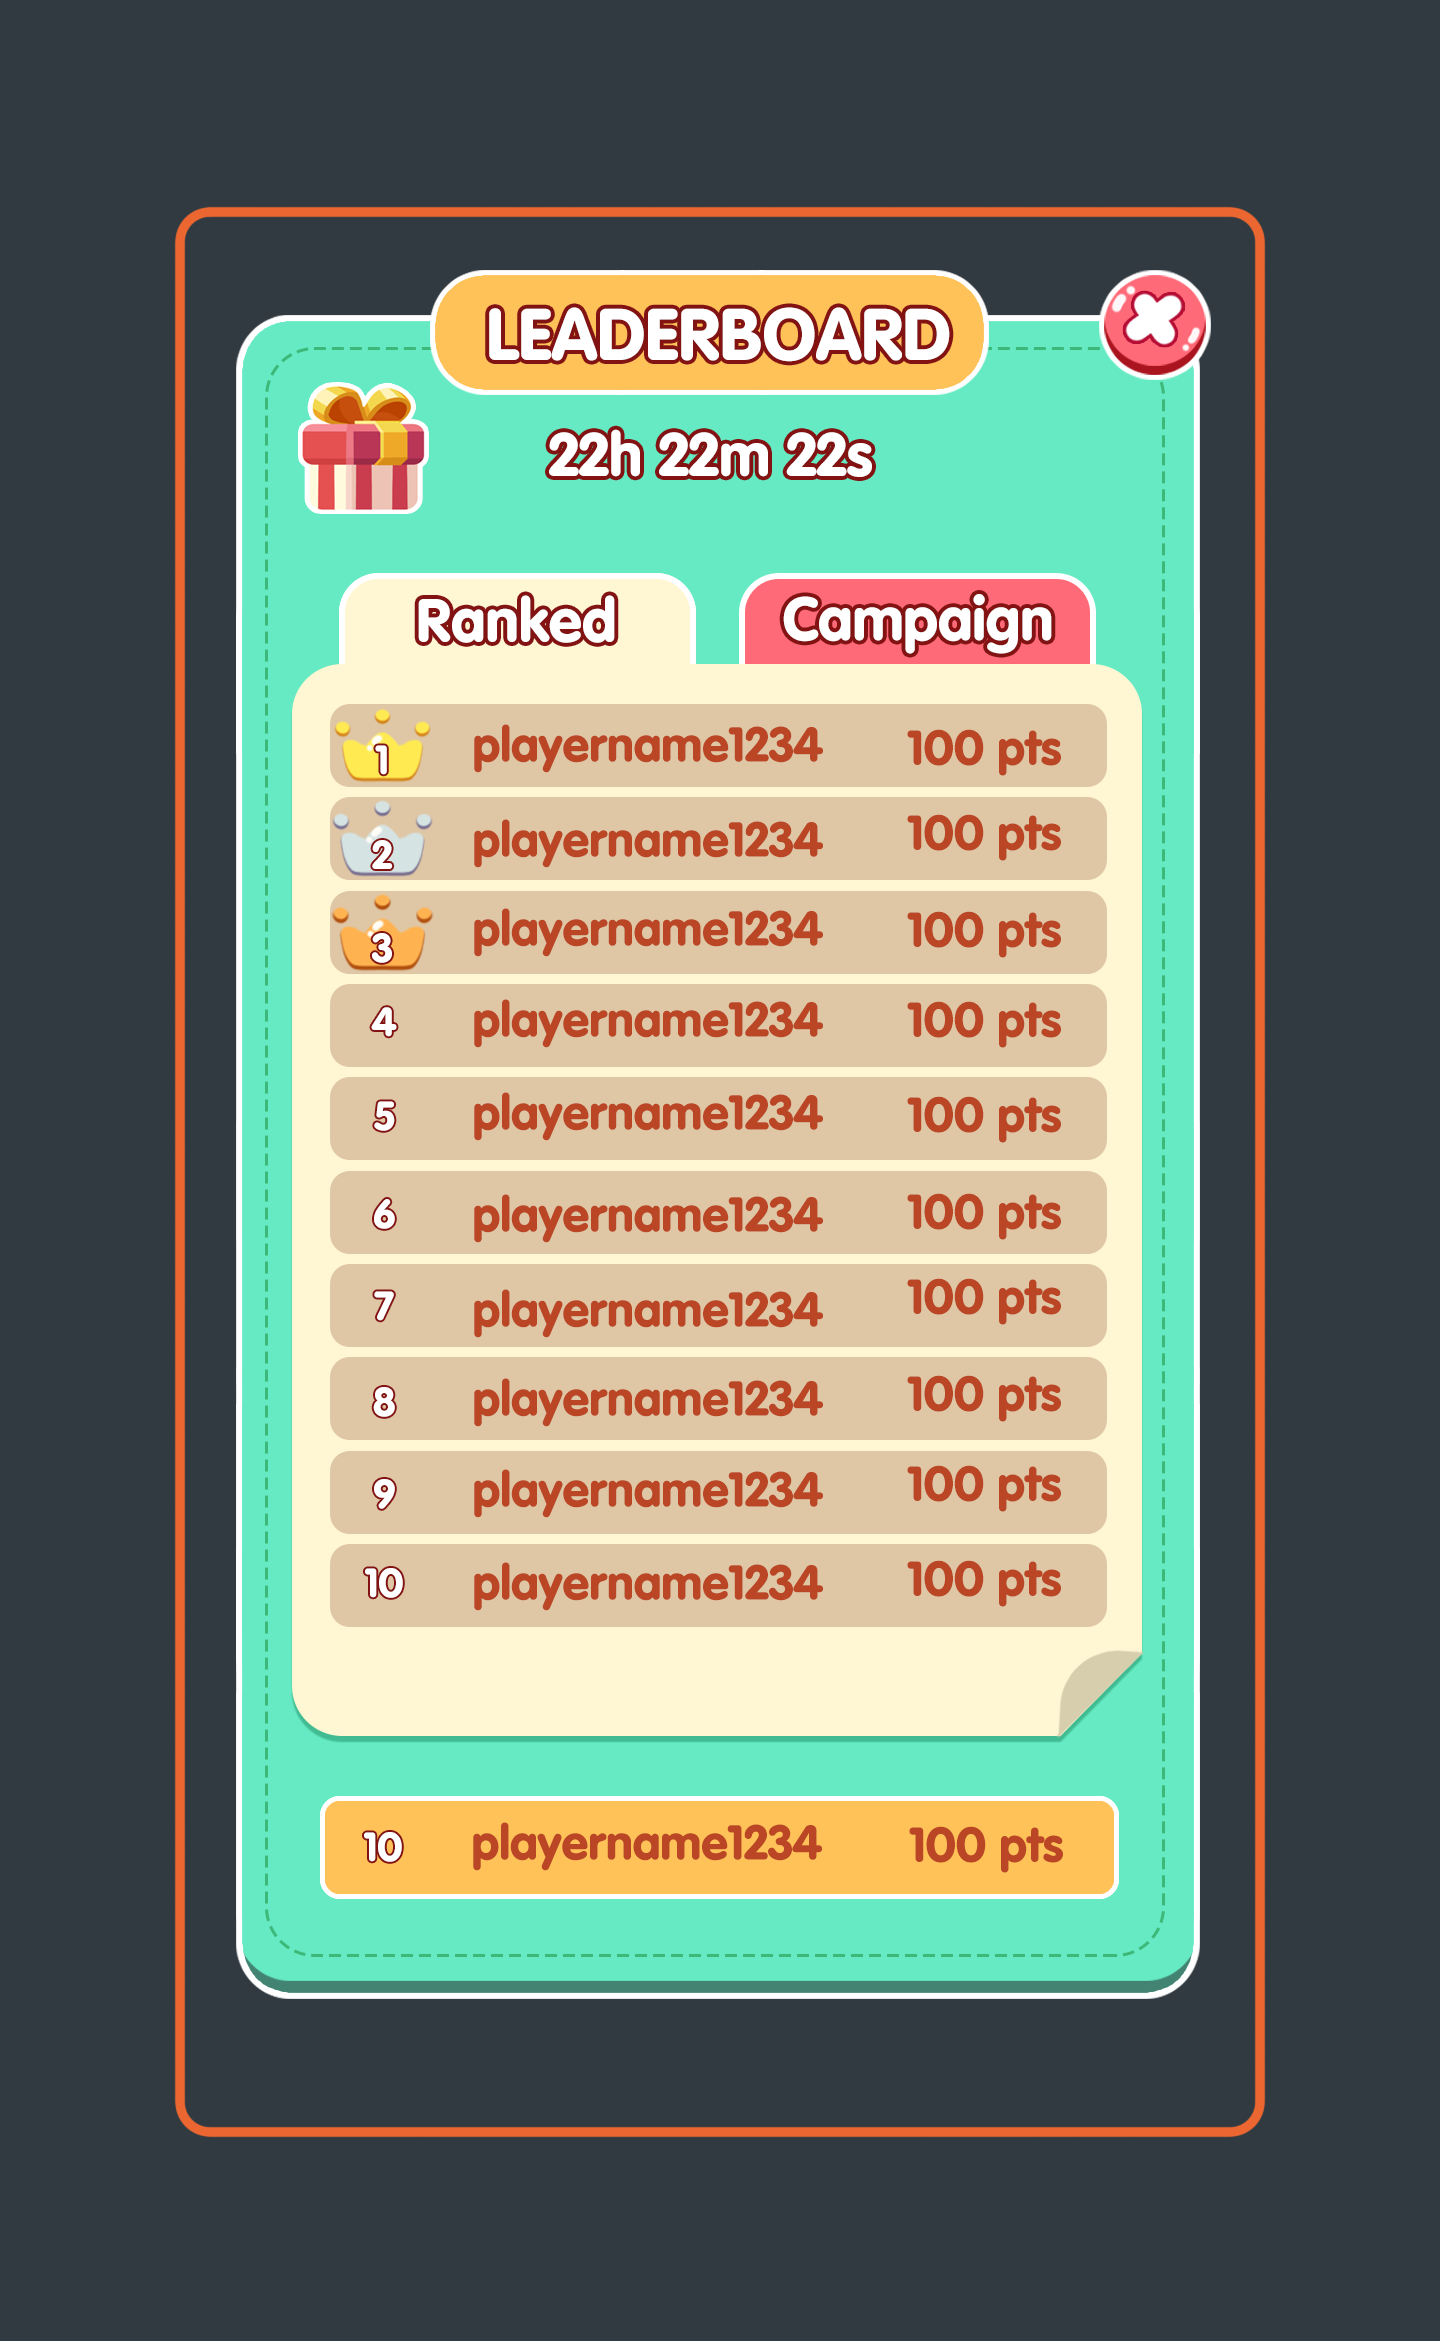 LEADERBOARD
22h 22m 22s
Ranked Campaign
1 playername1234 100 pts
2 playername1234 100 pts
3 playername1234 100 pts
4 playername1234 100 pts
5 playername1234 100 pts
6 playername1234 100 pts
7 playername1234 100 pts
8 playername1234 100 pts
9 playername1234 100 pts
10 playername1234 100 pts
10 playername1234 100 pts